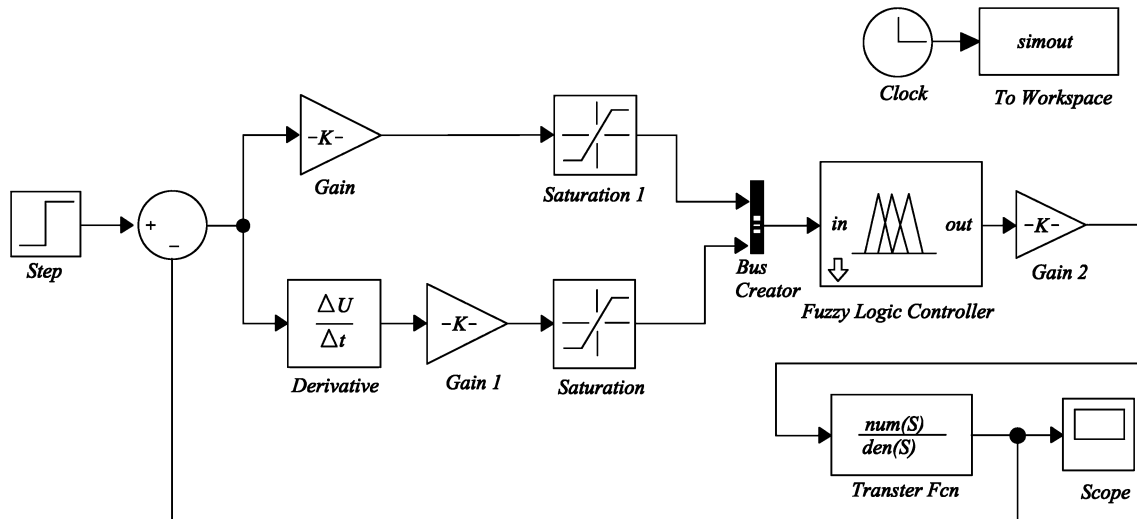 simout
Clock
To Workspace
-K-
Gain
Saturation 1
+
−
Step
in
out
-K-
Bus
Creator
Fuzzy Logic Controller
Gain 2
ΔU
Δt
-K-
Derivative
Gain 1
Saturation
num(S)
den(S)
Transter Fcn
Scope